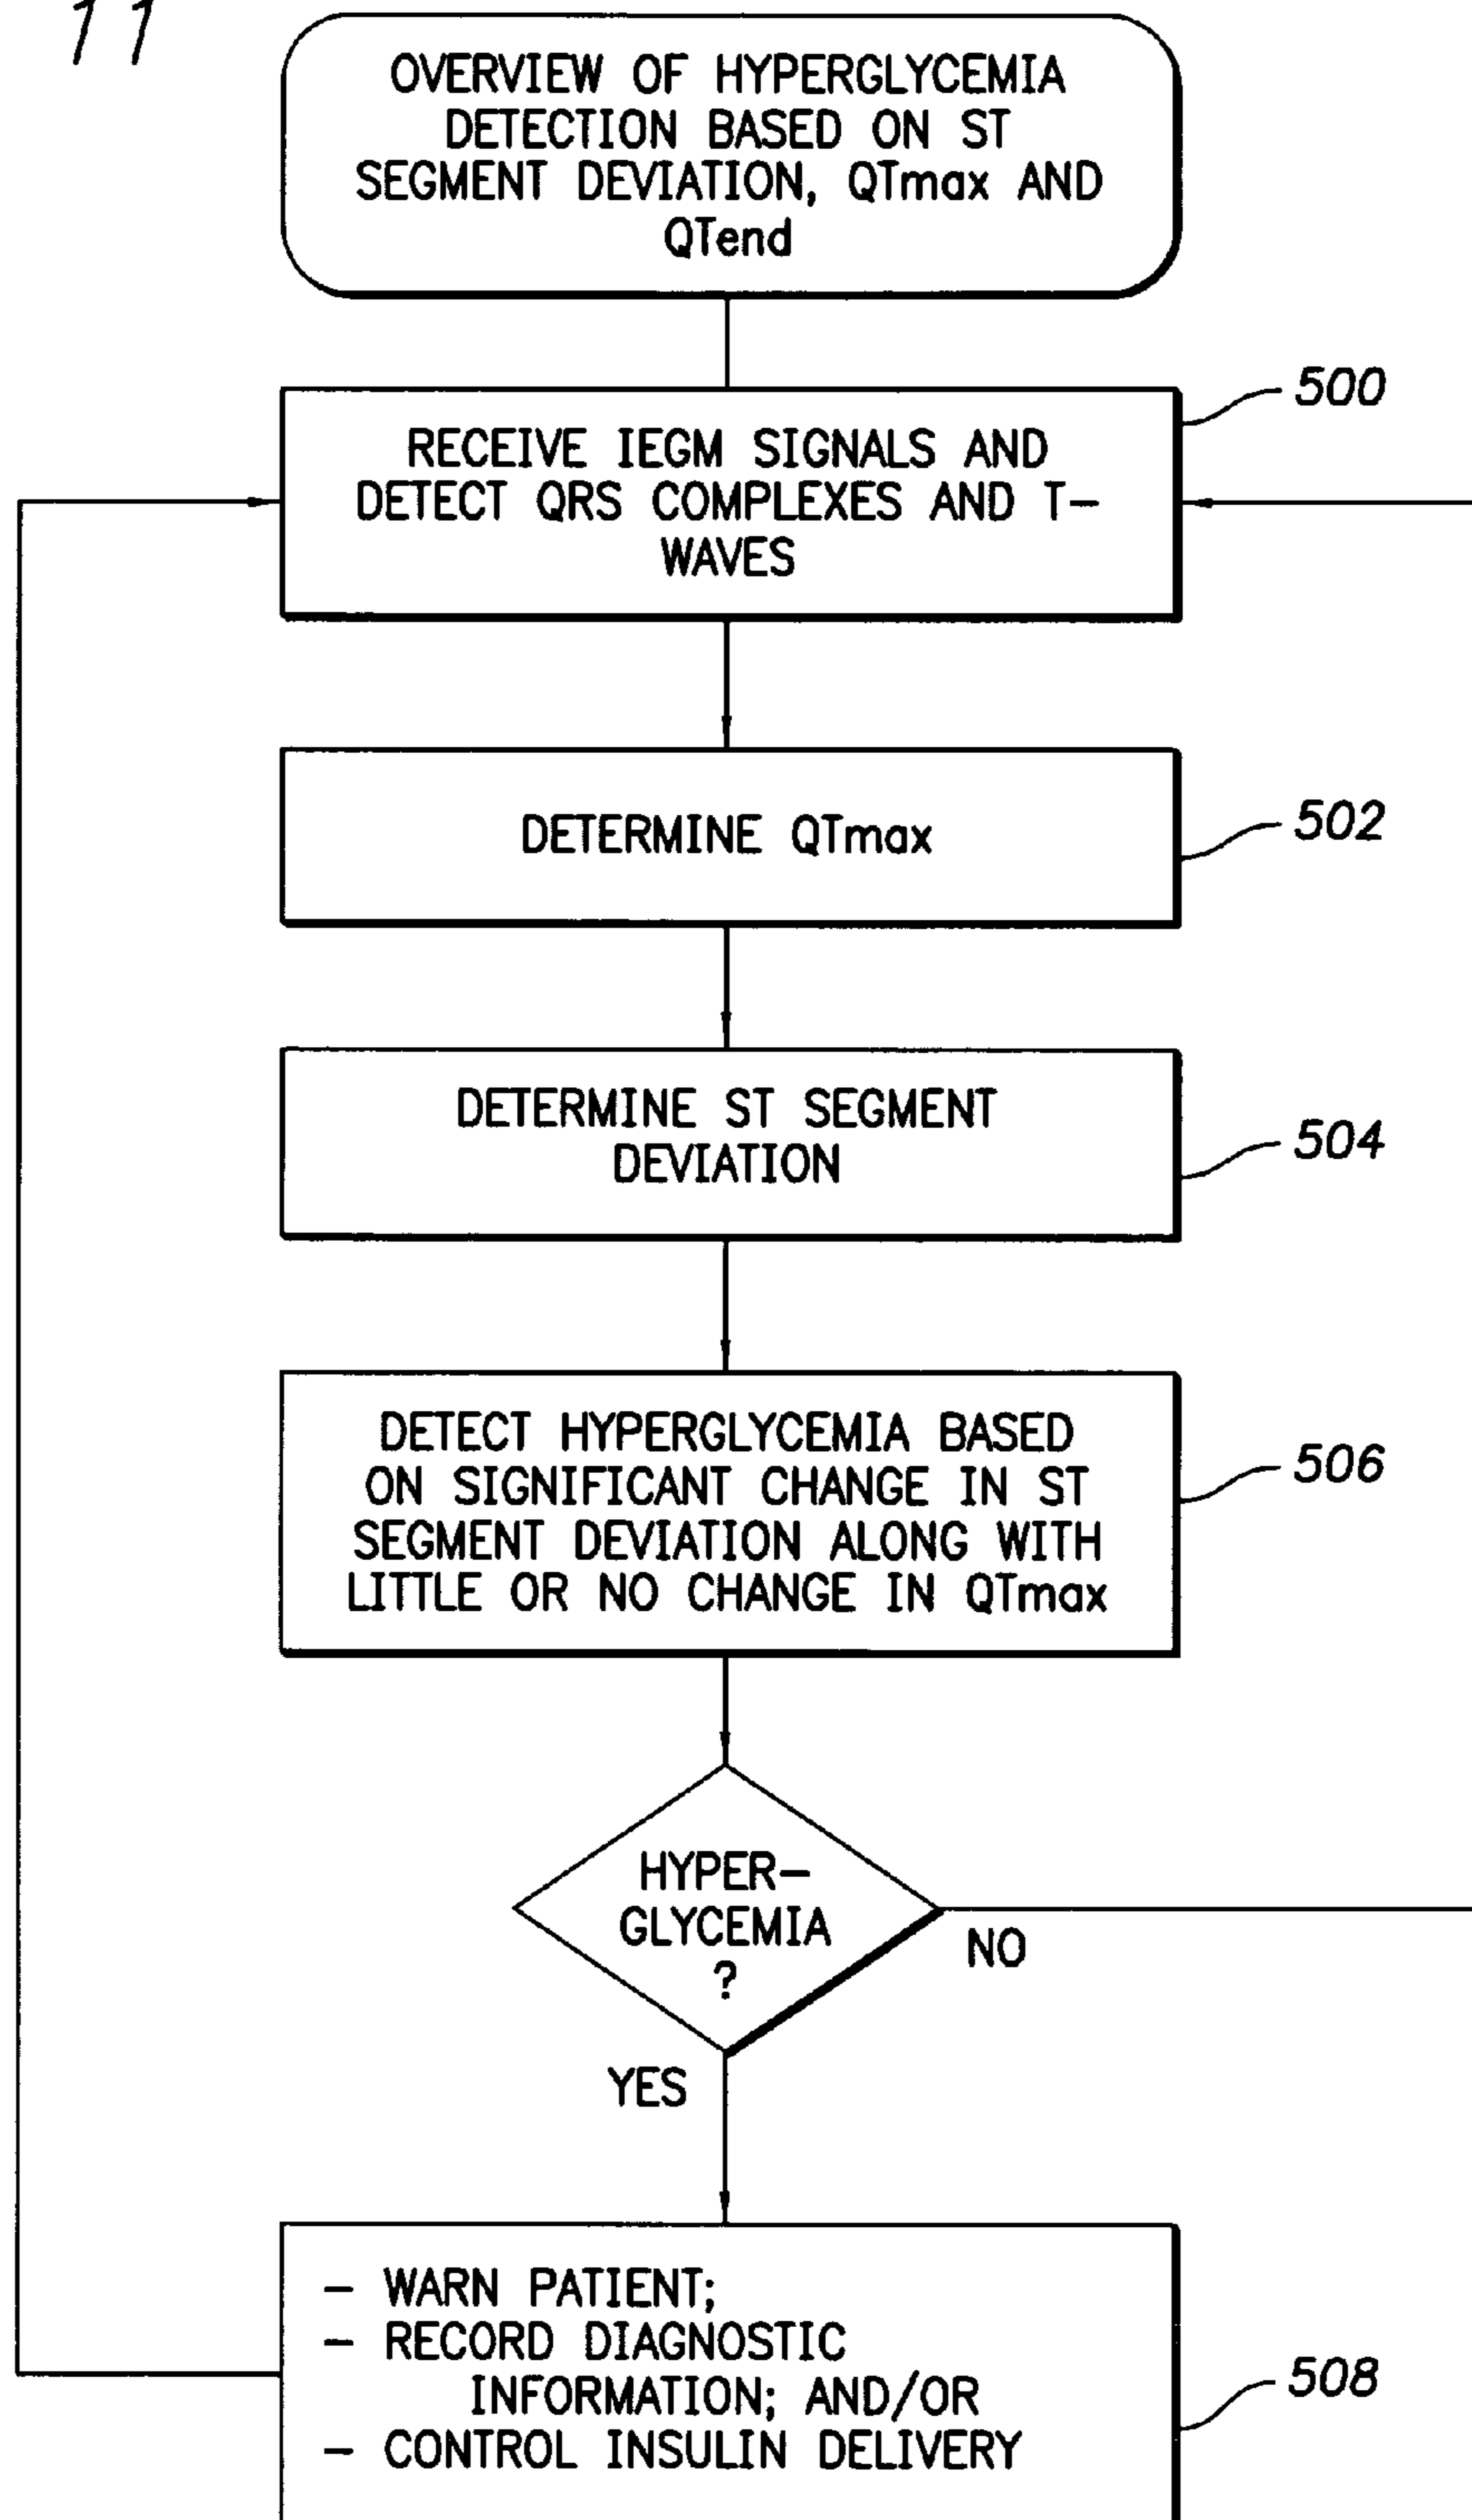 11
OVERVIEW OF HYPERGLYCEMIA
DETECTION BASED ON ST
SEGMENT DEVIATION, QTmax AND
QTend
500
RECEIVE IEGM SIGNALS AND
DETECT QRS COMPLEXES AND T-
WAVES
DETERMINE QTmax
502
DETERMINE ST SEGMENT
DEVIATION
504
DETECT HYPERGLYCEMIA BASED
ON SIGNIFICANT CHANGE IN ST
SEGMENT DEVIATION ALONG WITH
LITTLE OR NO CHANGE IN QTmax
506
HYPER-
GLYCEMIA
?
NO
YES
- WARN PATIENT;
- RECORD DIAGNOSTIC
INFORMATION; AND/OR
- CONTROL INSULIN DELIVERY
508